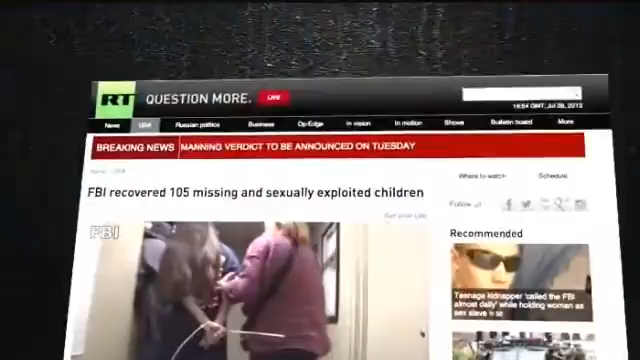 RT QUESTION MORE. LIVE
18:54 GMT, Jul 29, 2013
News USA Russian politics Business Op-Edge In vision In motion Shows Bulletin board More
BREAKING NEWS MANNING VERDICT TO BE ANNOUNCED ON TUESDAY
Where to watch Schedule
FBI recovered 105 missing and sexually exploited children
Follow us
Recommended
FBI
Teenage kidnapper 'called the FBI
almost daily' while holding woman as
sex slave